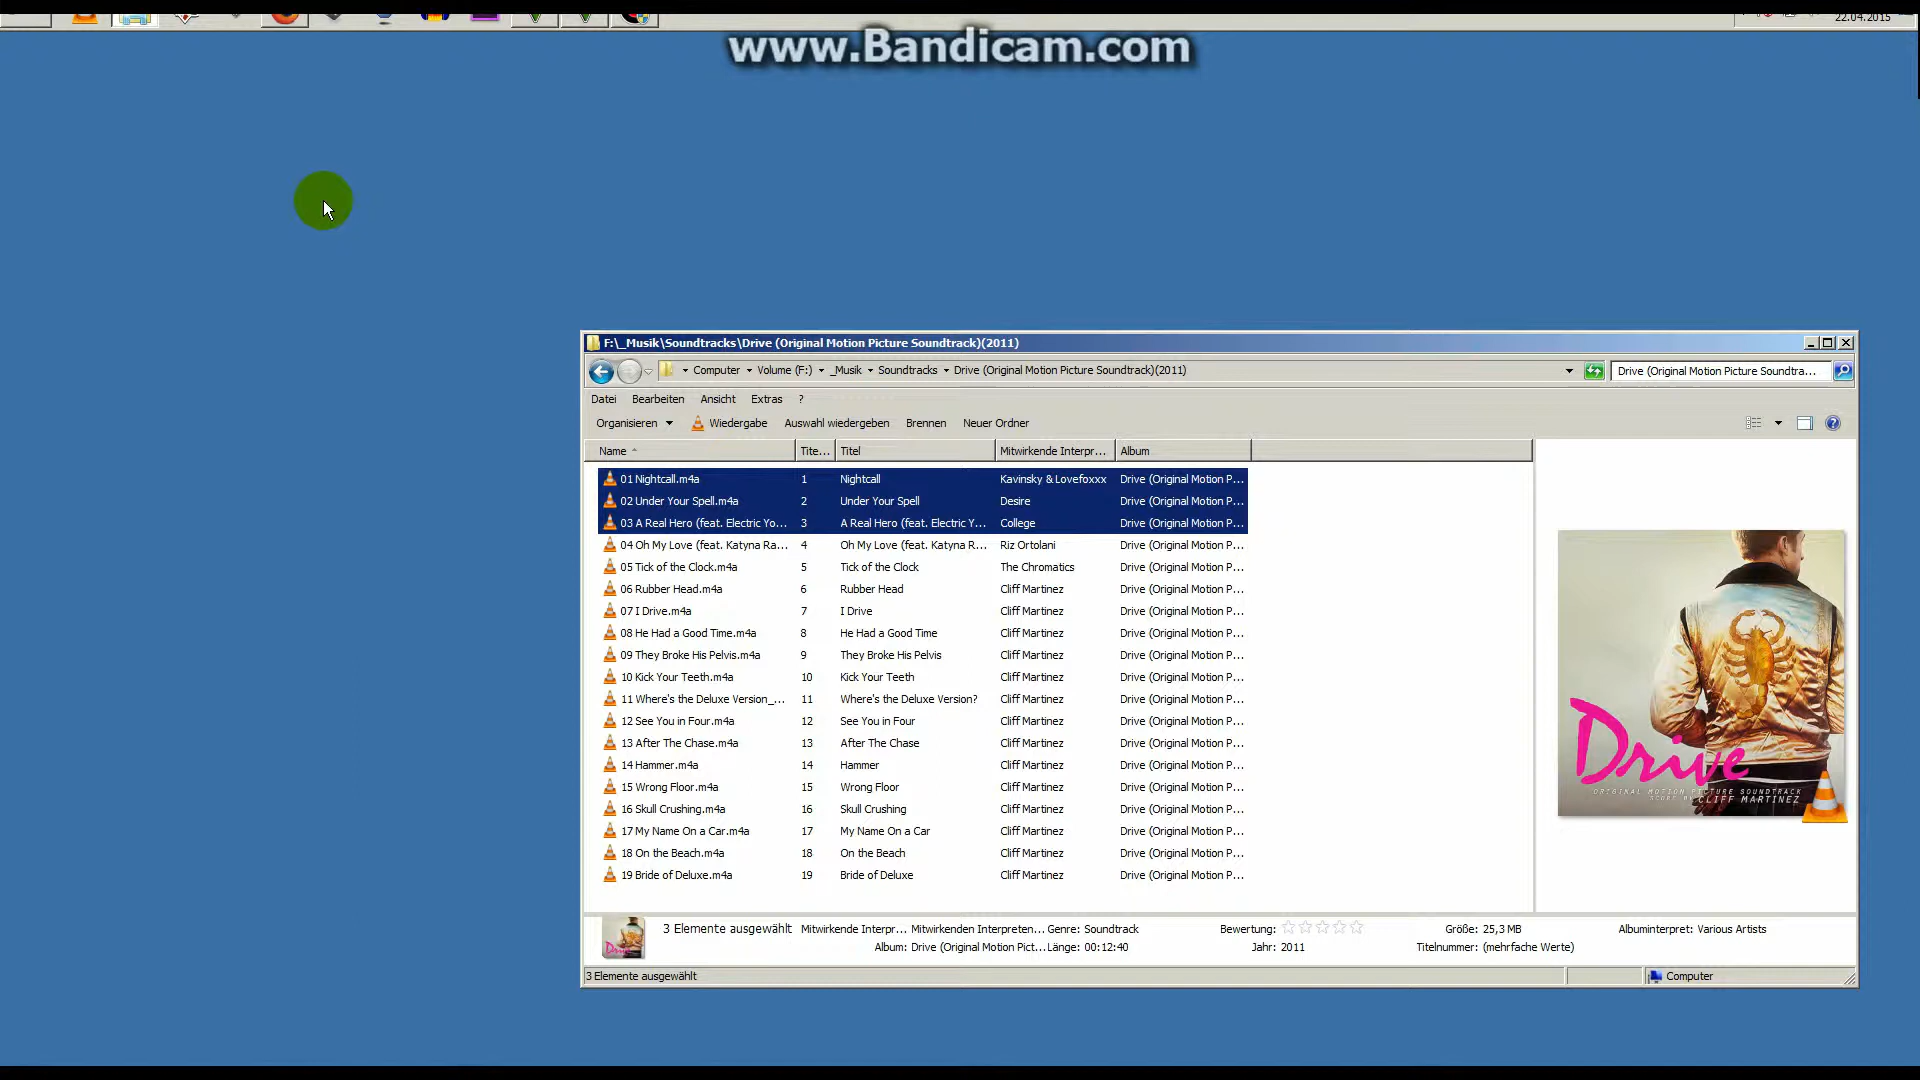 22.04.2015
www.Bandicam.com
F:\_Musik\Soundtracks\Drive (Original Motion Picture Soundtrack)(2011)
Computer Volume (F:) _Musik Soundtracks Drive (Original Motion Picture Soundtrack)(2011) Drive (Original Motion Picture Soundtra...
Datei Bearbeiten Ansicht Extras ?
Organisieren Wiedergabe Auswahl wiedergeben Brennen Neuer Ordner
Name Tite... Titel Mitwirkende Interpr... Album
01 Nightcall.m4a 1 Nightcall Kavinsky & Lovefoxxx Drive (Original Motion P...
02 Under Your Spell.m4a 2 Under Your Spell Desire Drive (Original Motion P...
03 A Real Hero (feat. Electric Yo... 3 A Real Hero (feat. Electric Y... College Drive (Original Motion P...
04 Oh My Love (feat. Katyna Ra... 4 Oh My Love (feat. Katyna R... Riz Ortolani Drive (Original Motion P...
05 Tick of the Clock.m4a 5 Tick of the Clock The Chromatics Drive (Original Motion P...
06 Rubber Head.m4a 6 Rubber Head Cliff Martinez Drive (Original Motion P...
07 I Drive.m4a 7 I Drive Cliff Martinez Drive (Original Motion P...
08 He Had a Good Time.m4a 8 He Had a Good Time Cliff Martinez Drive (Original Motion P...
09 They Broke His Pelvis.m4a 9 They Broke His Pelvis Cliff Martinez Drive (Original Motion P...
10 Kick Your Teeth.m4a 10 Kick Your Teeth Cliff Martinez Drive (Original Motion P...
11 Where's the Deluxe Version_... 11 Where's the Deluxe Version? Cliff Martinez Drive (Original Motion P...
12 See You in Four.m4a 12 See You in Four Cliff Martinez Drive (Original Motion P...
13 After The Chase.m4a 13 After The Chase Cliff Martinez Drive (Original Motion P...
14 Hammer.m4a 14 Hammer Cliff Martinez Drive (Original Motion P...
15 Wrong Floor.m4a 15 Wrong Floor Cliff Martinez Drive (Original Motion P...
16 Skull Crushing.m4a 16 Skull Crushing Cliff Martinez Drive (Original Motion P...
17 My Name On a Car.m4a 17 My Name On a Car Cliff Martinez Drive (Original Motion P...
18 On the Beach.m4a 18 On the Beach Cliff Martinez Drive (Original Motion P...
19 Bride of Deluxe.m4a 19 Bride of Deluxe Cliff Martinez Drive (Original Motion P...
Drive
ORIGINAL MOTION PICTURE SOUNDTRACK
SCORE BY CLIFF MARTINEZ
3 Elemente ausgewählt Mitwirkende Interpr... Mitwirkenden Interpreten... Genre: Soundtrack Bewertung: Größe: 25,3 MB Albuminterpret: Various Artists
Album: Drive (Original Motion Pict... Länge: 00:12:40 Jahr: 2011 Titelnummer: (mehrfache Werte)
3 Elemente ausgewählt Computer